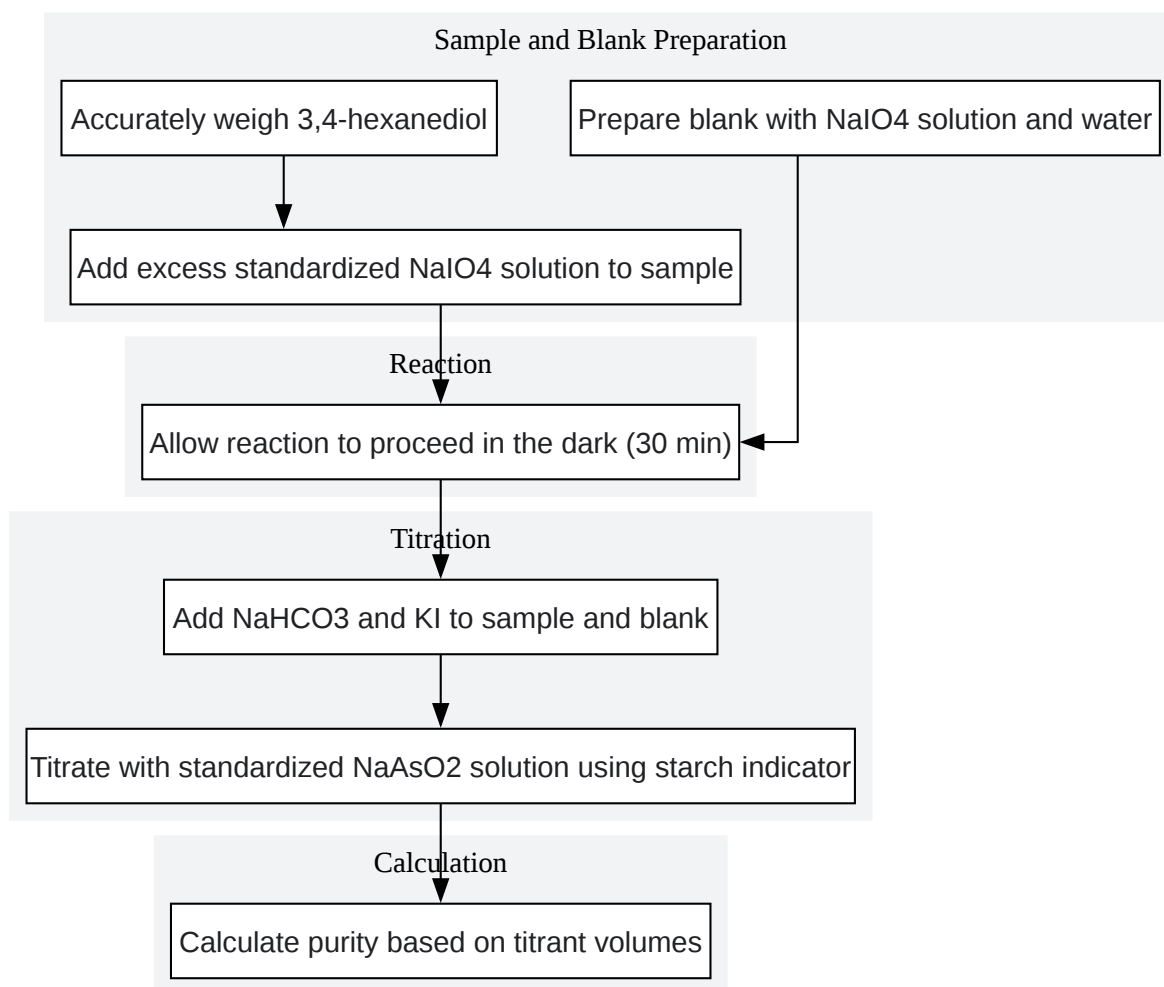 Sample and Blank Preparation
Accurately weigh 3,4-hexanediol
Prepare blank with NaIO4 solution and water
Add excess standardized NaIO4 solution to sample
Reaction
Allow reaction to proceed in the dark (30 min)
Titration
Add NaHCO3 and KI to sample and blank
Titrate with standardized NaAsO2 solution using starch indicator
Calculation
Calculate purity based on titrant volumes